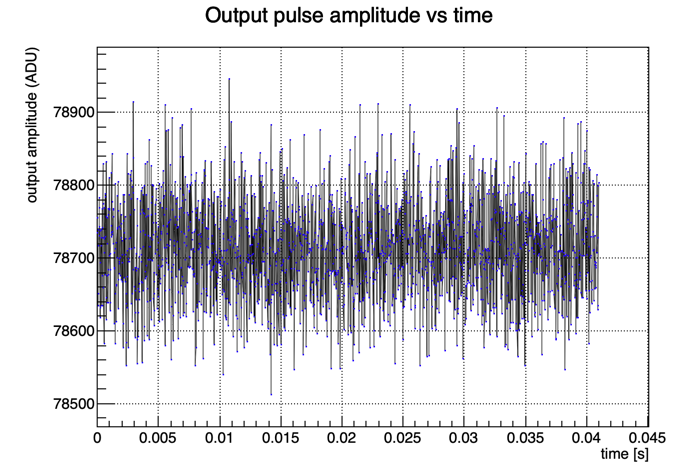 Output pulse amplitude vs time
output amplitude (ADU)
78900
78800
78700
78600
78500
0 0.005 0.01 0.015 0.02 0.025 0.03 0.035 0.04 0.045
time [s]